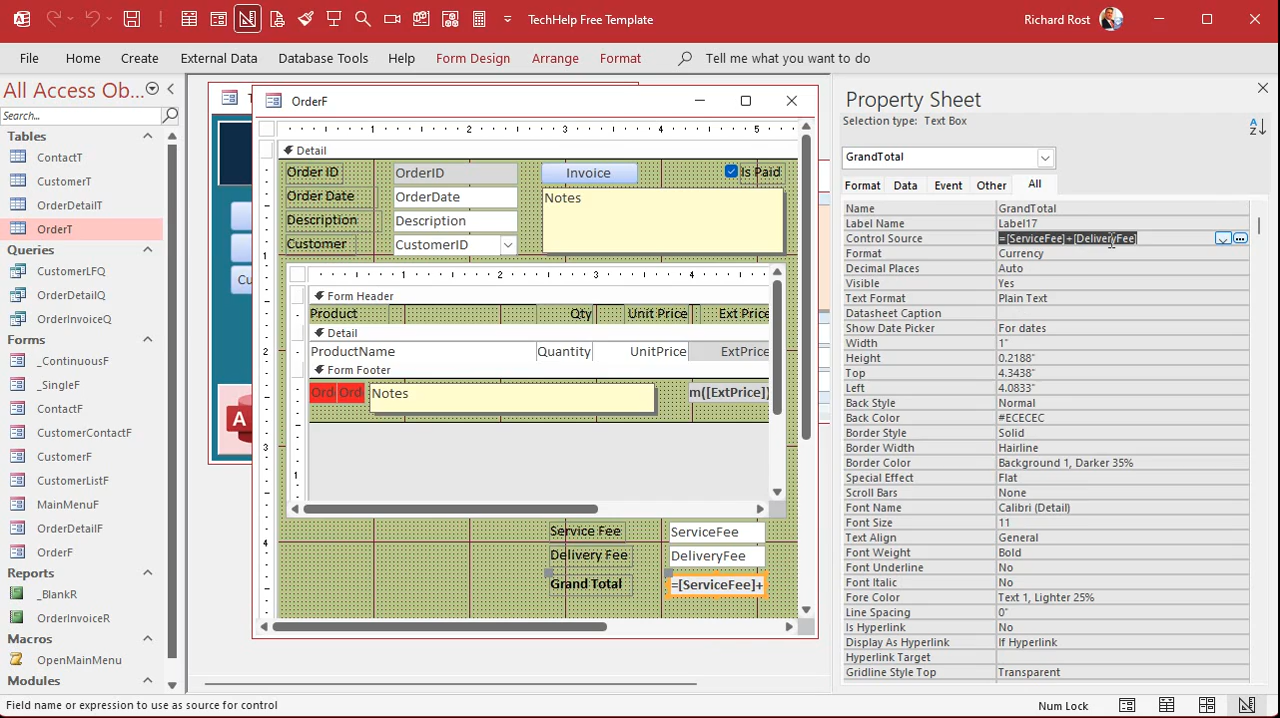 TechHelp Free Template
Richard Rost
File Home Create External Data Database Tools Help Form Design Arrange Format Tell me what you want to do
All Access Ob...
Search...
Tables
ContactT
CustomerT
OrderDetailT
OrderT
Queries
CustomerLFQ
OrderDetailQ
OrderInvoiceQ
Forms
_ContinuousF
_SingleF
ContactF
CustomerContactF
CustomerF
CustomerListF
MainMenuF
OrderDetailF
OrderF
Reports
_BlankR
OrderInvoiceR
Macros
OpenMainMenu
Modules
OrderF
1 2 3 4 5
Detail
Order ID OrderID Invoice Is Paid
Order Date OrderDate Notes
Description Description
Customer CustomerID
1 2 3 4
Form Header
Product Qty Unit Price Ext Price
Detail
ProductName Quantity UnitPrice ExtPrice
Form Footer
Ord Ord Notes m([ExtPrice])
Service Fee ServiceFee
Delivery Fee DeliveryFee
Grand Total =[ServiceFee]+
Property Sheet
Selection type: Text Box
GrandTotal
Format Data Event Other All
Name GrandTotal
Label Name Label17
Control Source =[ServiceFee]+[DeliveryFee]
Format Currency
Decimal Places Auto
Visible Yes
Text Format Plain Text
Datasheet Caption
Show Date Picker For dates
Width 1"
Height 0.2188"
Top 4.3438"
Left 4.0833"
Back Style Normal
Back Color #ECECEC
Border Style Solid
Border Width Hairline
Border Color Background 1, Darker 35%
Special Effect Flat
Scroll Bars None
Font Name Calibri (Detail)
Font Size 11
Text Align General
Font Weight Bold
Font Underline No
Font Italic No
Fore Color Text 1, Lighter 25%
Line Spacing 0"
Is Hyperlink No
Display As Hyperlink If Hyperlink
Hyperlink Target
Gridline Style Top Transparent
Field name or expression to use as source for control
Num Lock